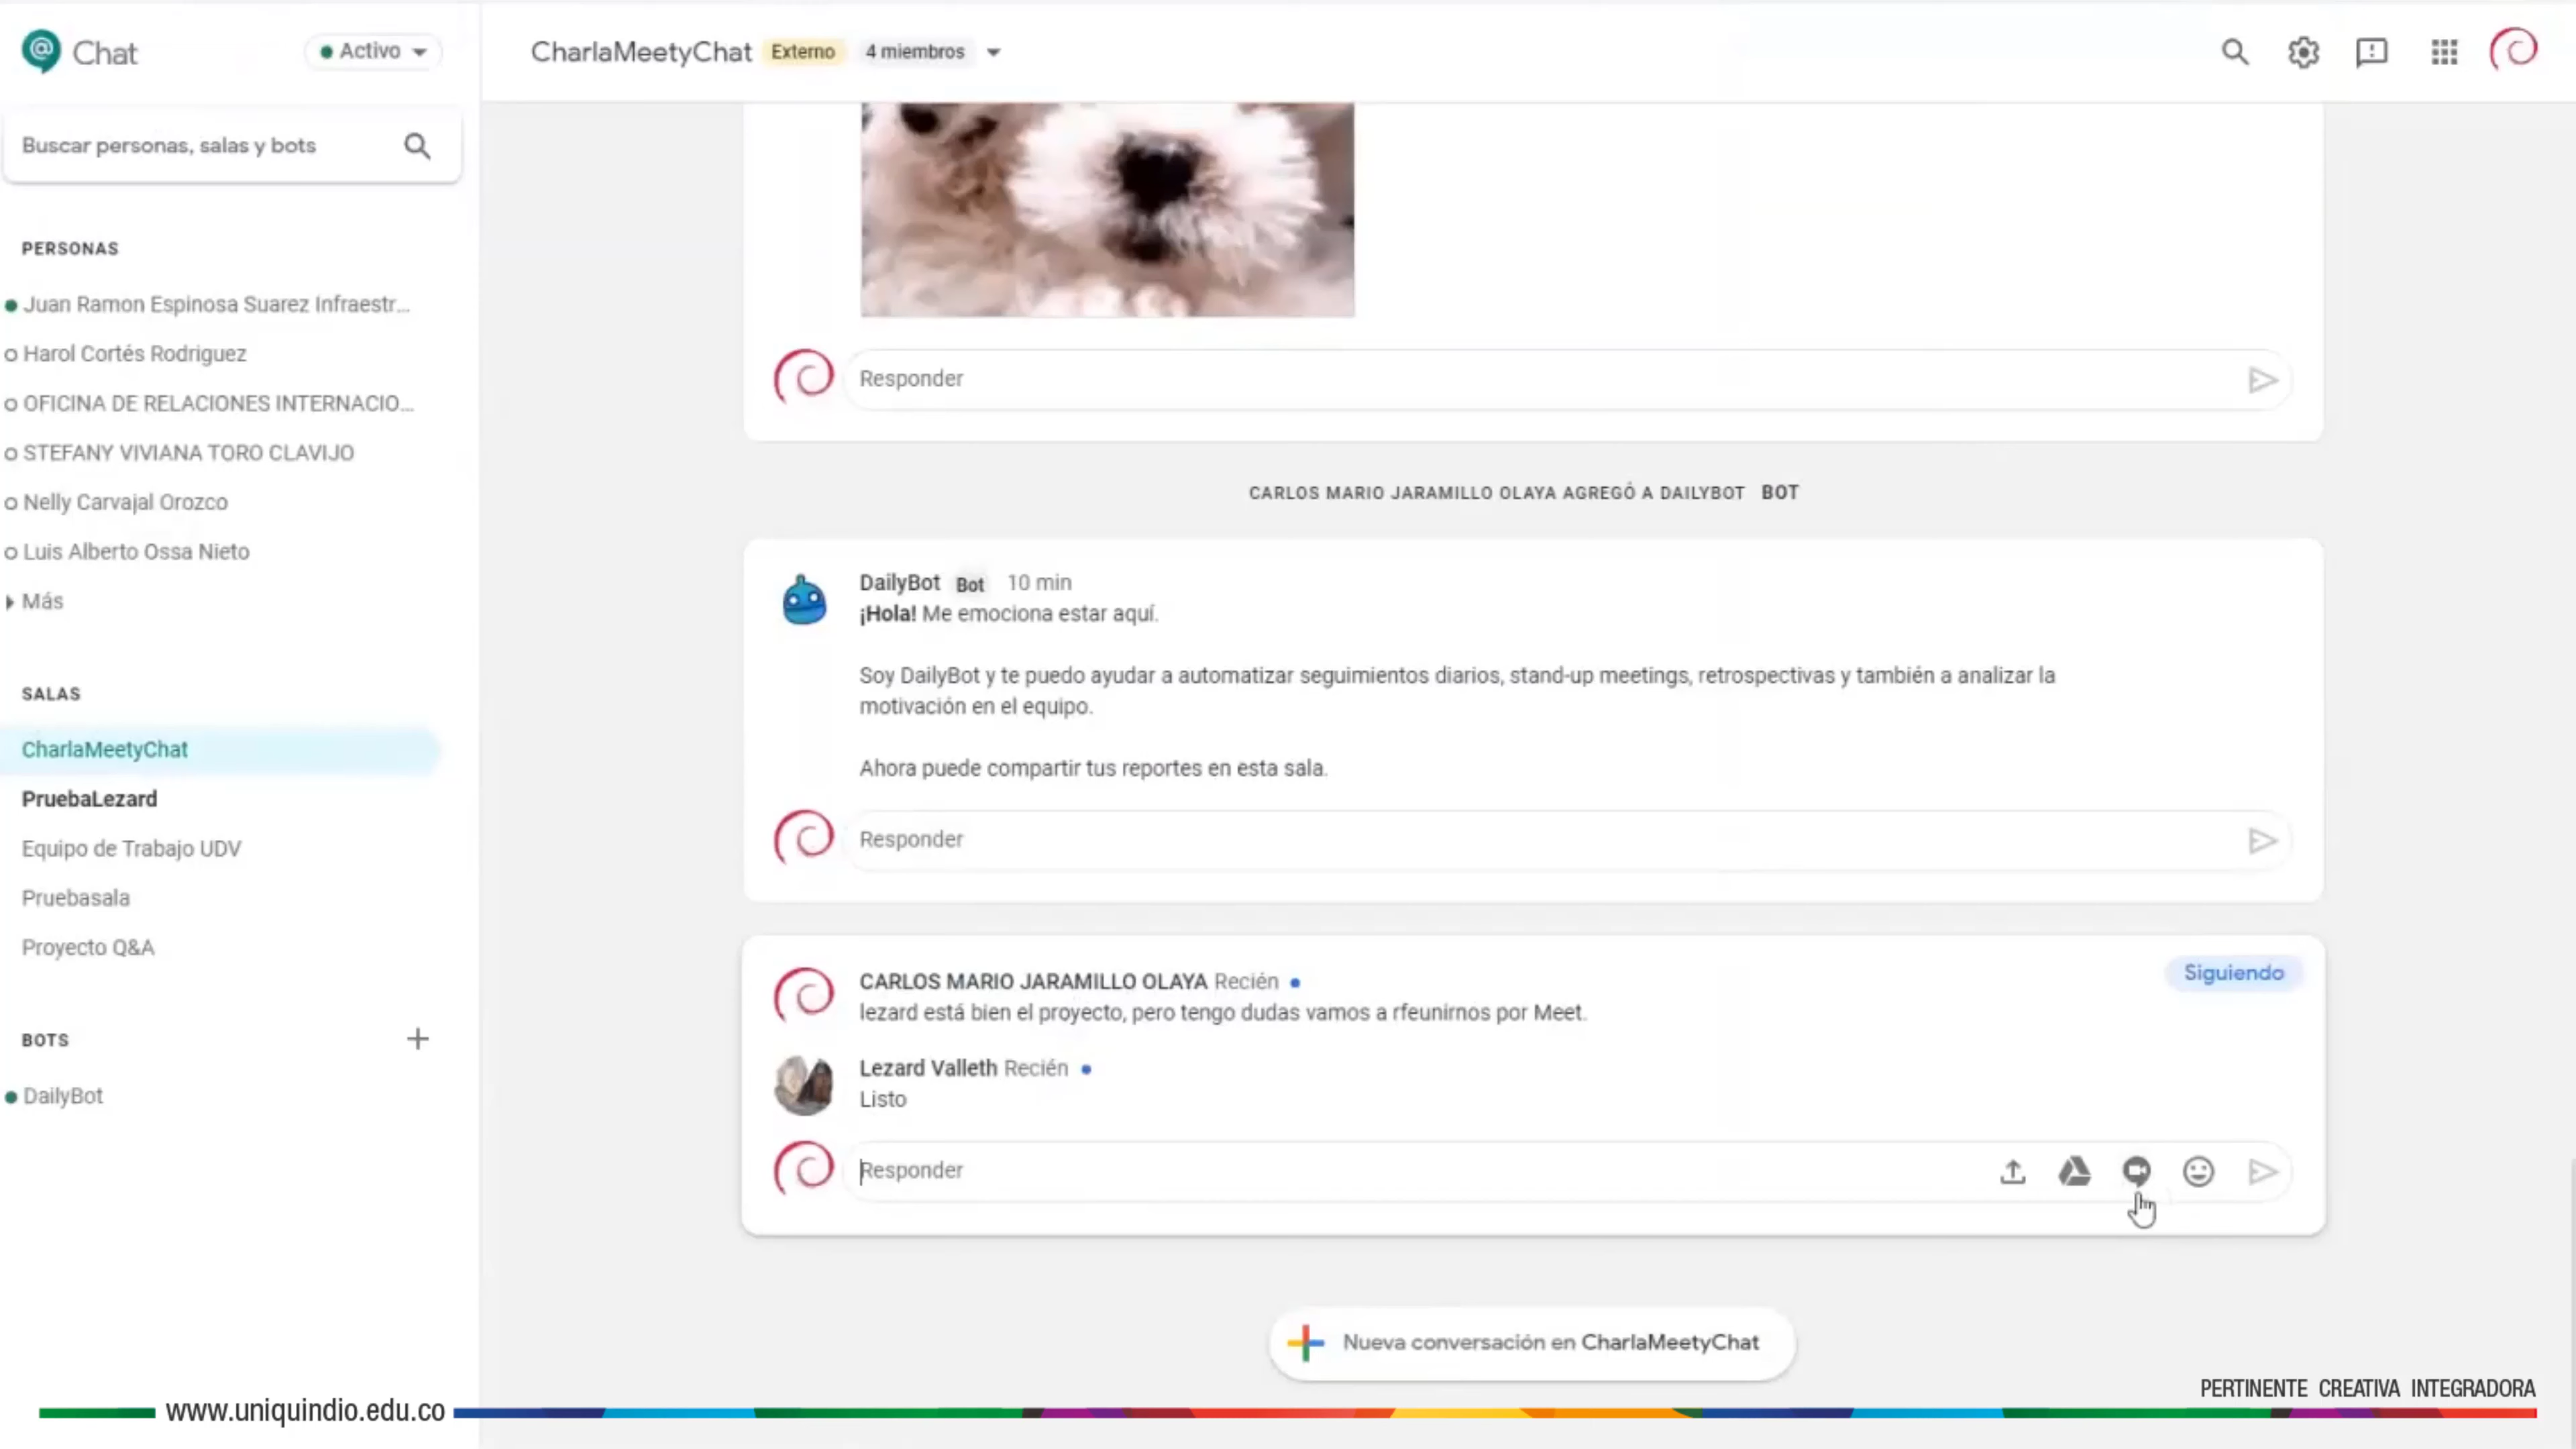 Chat
Activo
CharlaMeetyChat Externo 4 miembros
Buscar personas, salas y bots
PERSONAS
Juan Ramon Espinosa Suarez Infraestr...
Harol Cortés Rodriguez
OFICINA DE RELACIONES INTERNACIO...
STEFANY VIVIANA TORO CLAVIJO
Nelly Carvajal Orozco
Luis Alberto Ossa Nieto
Más
SALAS
CharlaMeetyChat
PruebaLezard
Equipo de Trabajo UDV
Pruebasala
Proyecto Q&A
BOTS
DailyBot
Responder
CARLOS MARIO JARAMILLO OLAYA AGREGÓ A DAILYBOT BOT
DailyBot Bot 10 min
¡Hola! Me emociona estar aquí.
Soy DailyBot y te puedo ayudar a automatizar seguimientos diarios, stand-up meetings, retrospectivas y también a analizar la
motivación en el equipo.
Ahora puede compartir tus reportes en esta sala.
Responder
Siguiendo
CARLOS MARIO JARAMILLO OLAYA Recién
lezard está bien el proyecto, pero tengo dudas vamos a rfeunirnos por Meet.
Lezard Valleth Recién
Listo
Responder
Nueva conversación en CharlaMeetyChat
PERTINENTE CREATIVA INTEGRADORA
www.uniquindio.edu.co